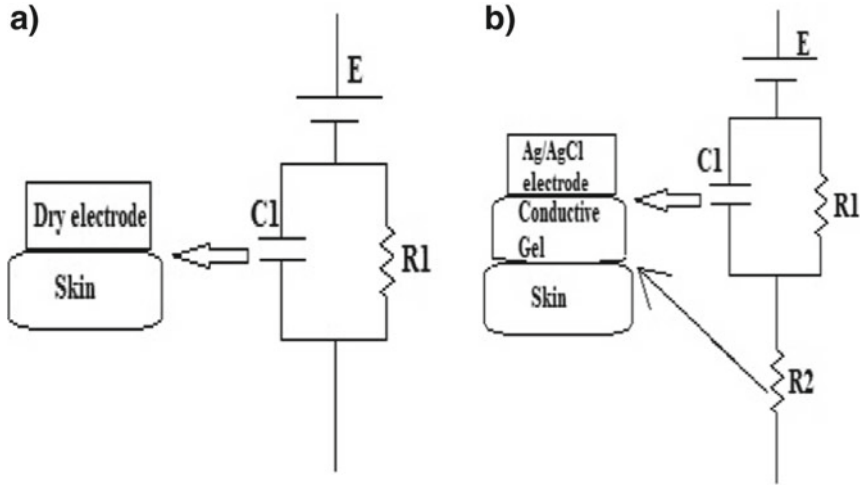 a)
E
C1
R1
Dry electrode
Skin
b)
E
C1
R1
R2
Ag/AgCl
electrode
Conductive
Gel
Skin